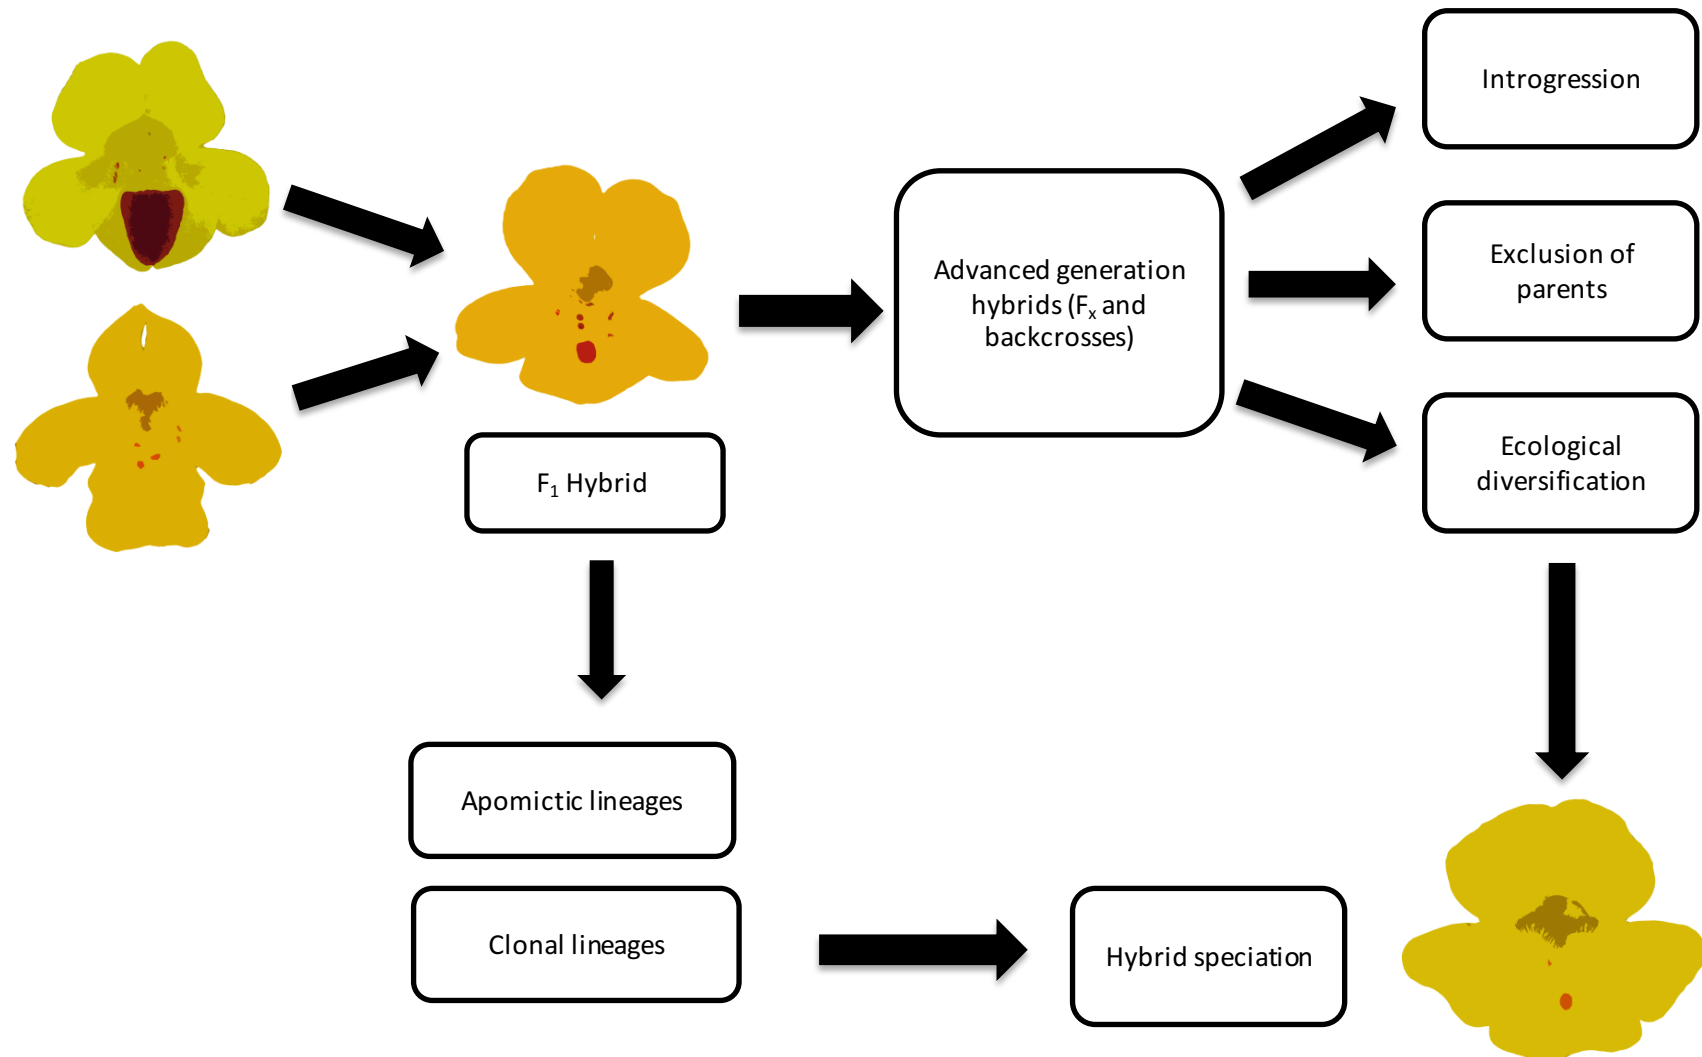 Introgression
Exclusion of
parents
Advanced generation
hybrids (Fₓ and
backcrosses)
Ecological
diversification
F₁ Hybrid
Apomictic lineages
Clonal lineages
Hybrid speciation